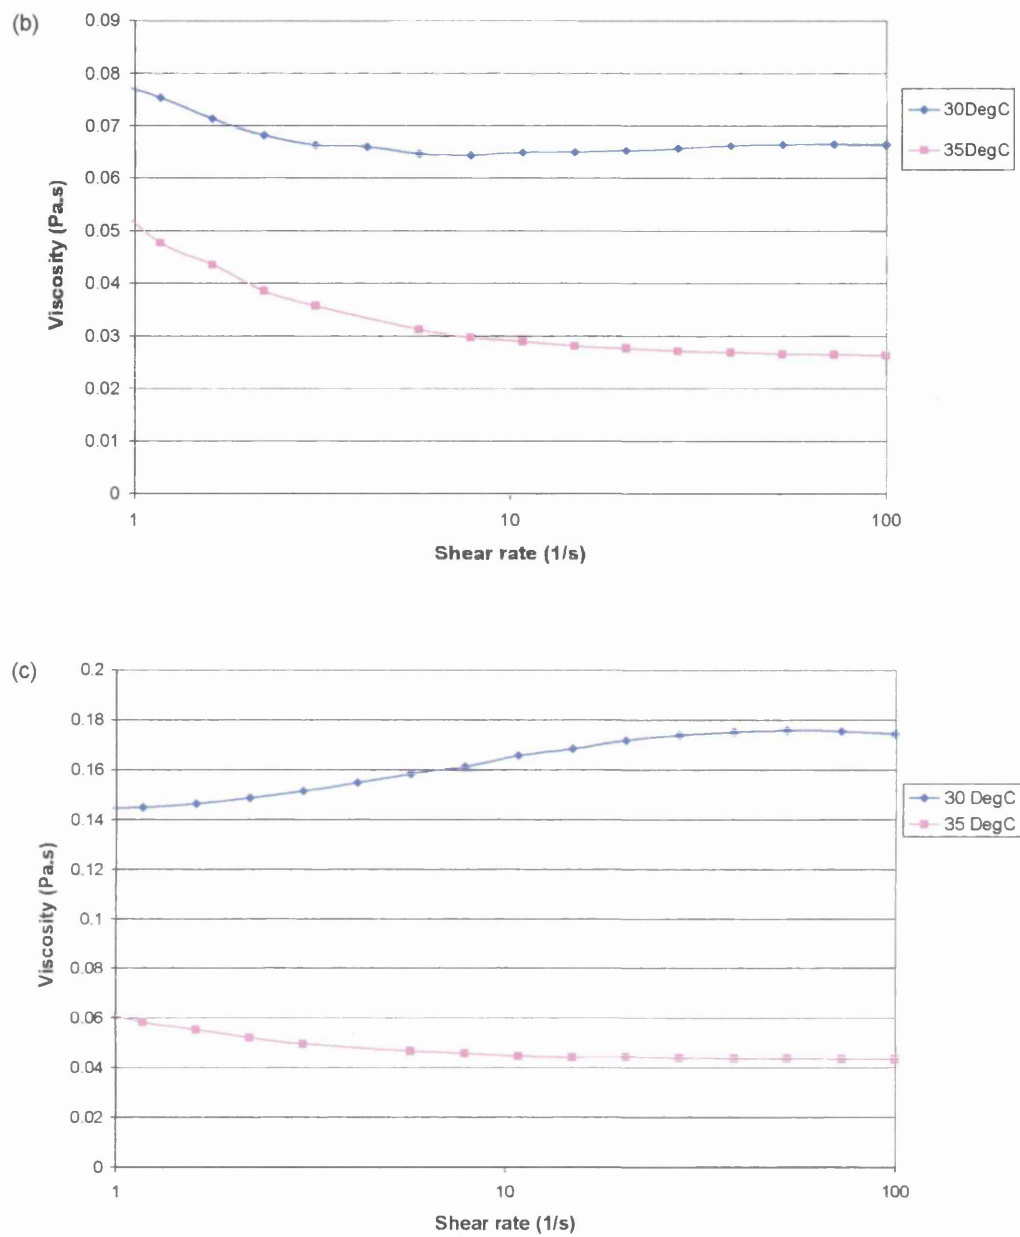 (b)
0.09
0.08
0.07
0.06
0.05
0.04
0.03
0.02
0.01
0
Viscosity (Pa.s)
1 10 100
Shear rate (1/s)
30DegC
35DegC
(c)
0.2
0.18
0.16
0.14
0.12
0.1
0.08
0.06
0.04
0.02
0
Viscosity (Pa.s)
1 10 100
Shear rate (1/s)
30 DegC
35 DegC